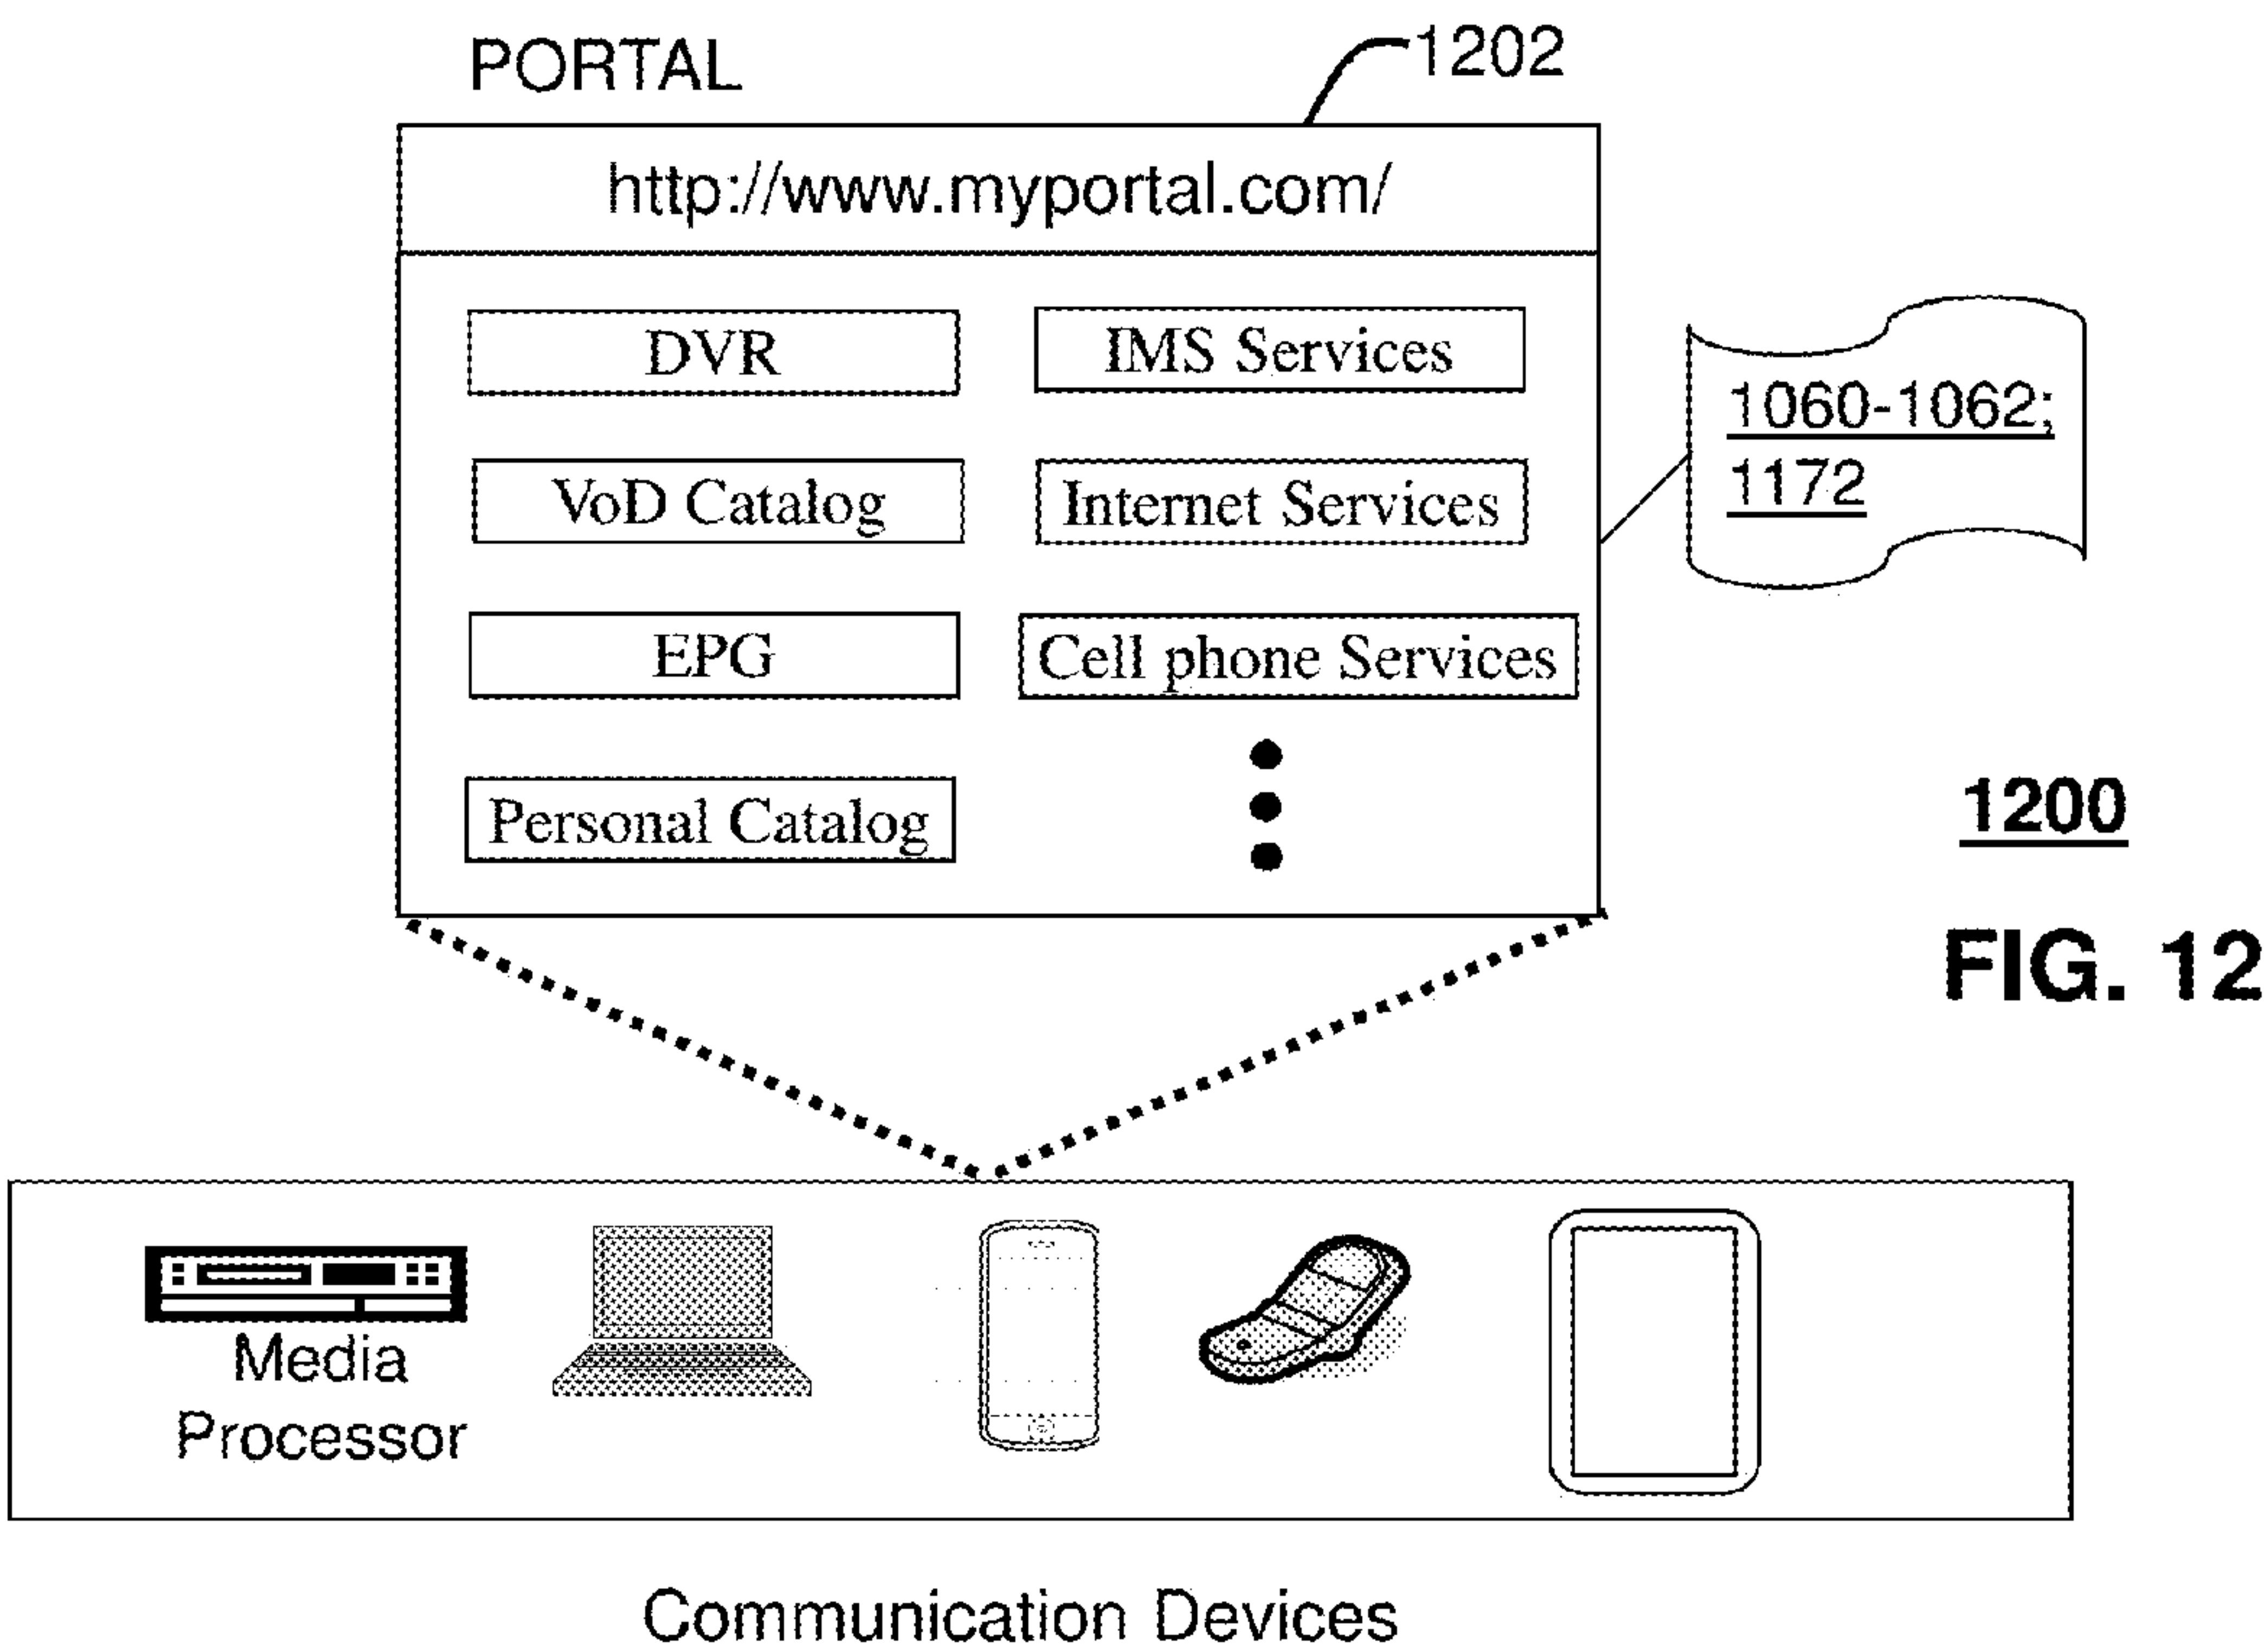 PORTAL
1202
http://www.myportal.com/
DVR
IMS Services
VoD Catalog
Internet Services
EPG
Cell phone Services
Personal Catalog
1060-1062;
1172
1200
FIG. 12
Media
Processor
Communication Devices